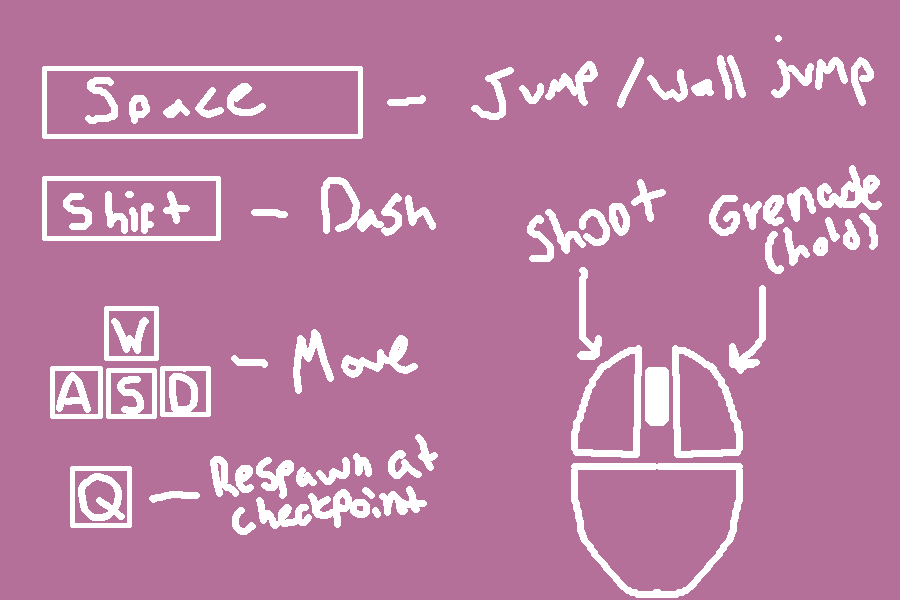 Space - Jump / Wall jump
Shift - Dash
Shoot
Grenade
(hold)
W
A S D - Move
Q - Respawn at
checkpoint